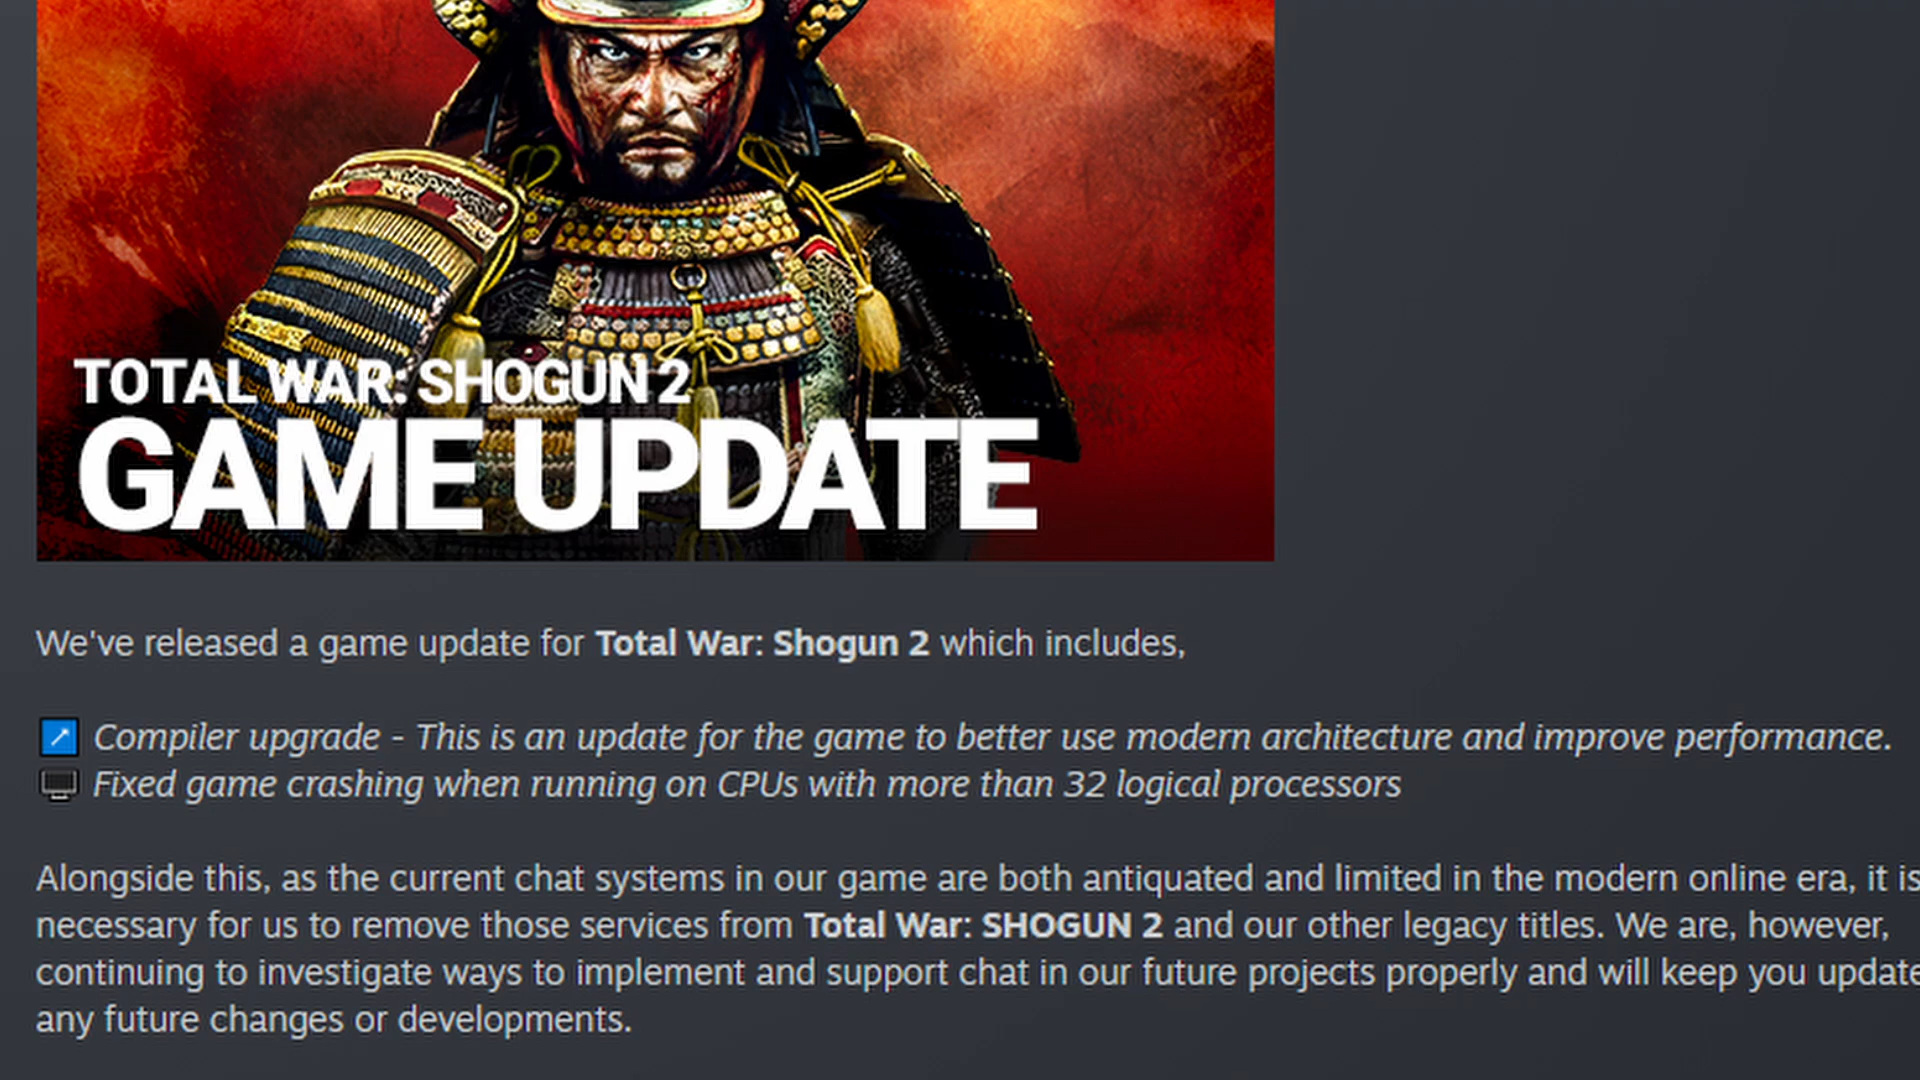 TOTAL WAR: SHOGUN 2
GAME UPDATE
We've released a game update for Total War: Shogun 2 which includes,
Compiler upgrade - This is an update for the game to better use modern architecture and improve performance.
Fixed game crashing when running on CPUs with more than 32 logical processors
Alongside this, as the current chat systems in our game are both antiquated and limited in the modern online era, it is
necessary for us to remove those services from Total War: SHOGUN 2 and our other legacy titles. We are, however,
continuing to investigate ways to implement and support chat in our future projects properly and will keep you update
any future changes or developments.